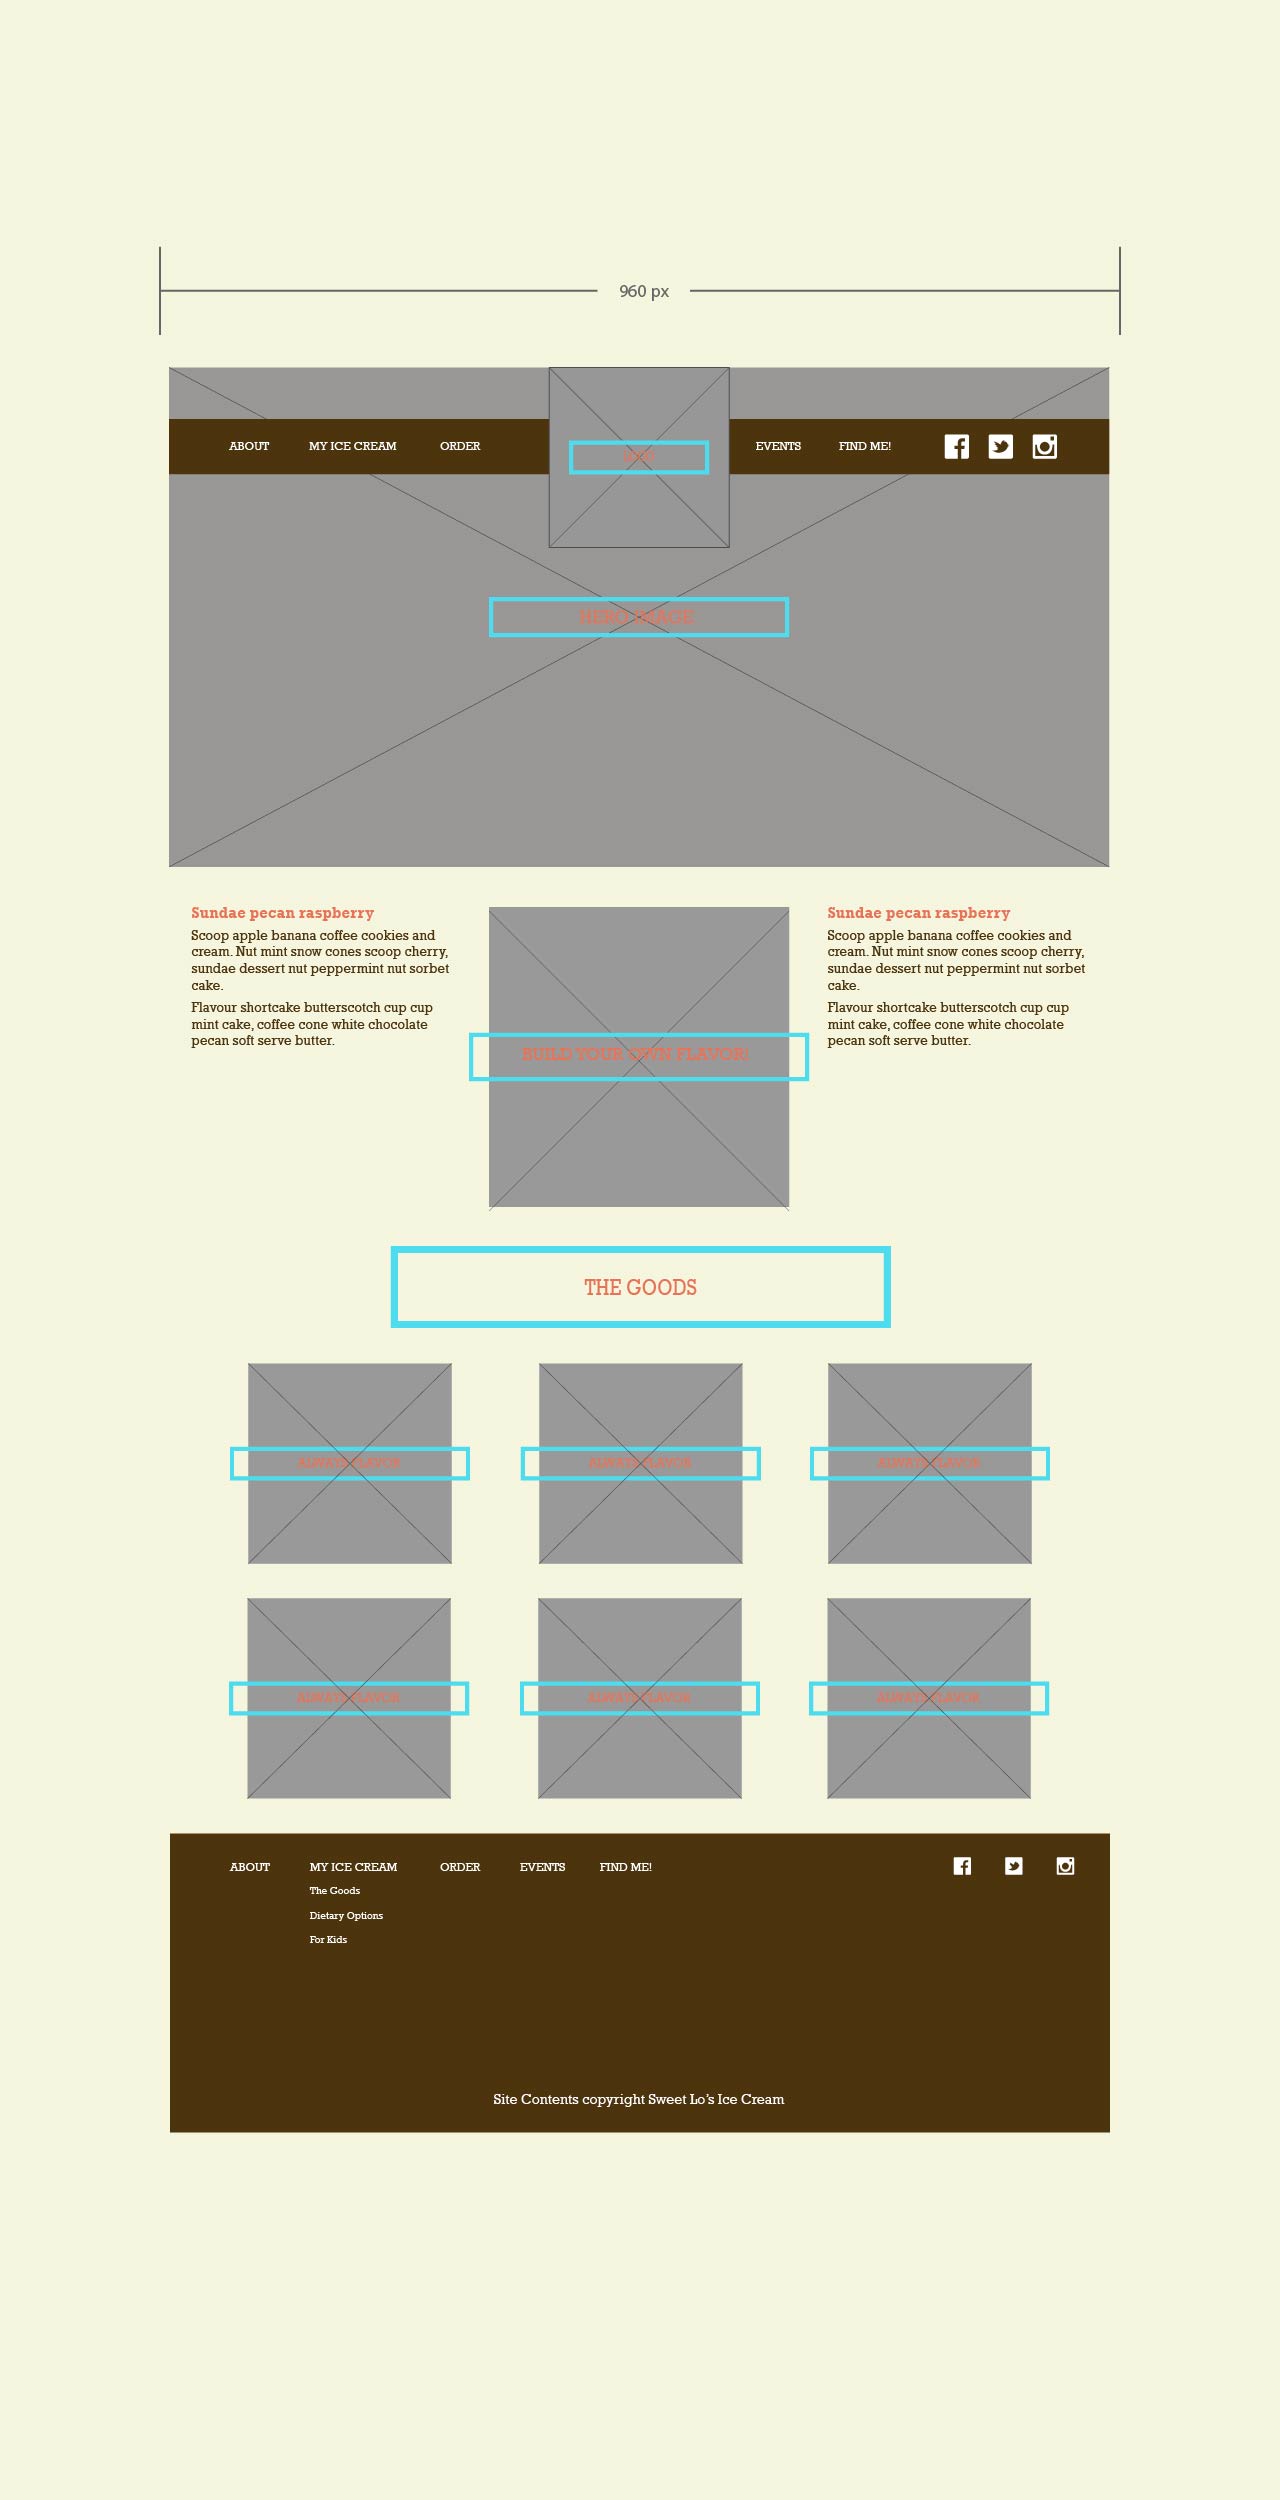 960 px
ABOUT MY ICE CREAM ORDER EVENTS FIND ME!
HERO IMAGE
Sundae pecan raspberry
Scoop apple banana coffee cookies and
cream. Nut mint snow cones scoop cherry,
sundae dessert nut peppermint nut sorbet
cake.
Flavour shortcake butterscotch cup cup
mint cake, coffee cone white chocolate
pecan soft serve butter.
BUILD YOUR OWN FLAVOR!
Sundae pecan raspberry
Scoop apple banana coffee cookies and
cream. Nut mint snow cones scoop cherry,
sundae dessert nut peppermint nut sorbet
cake.
Flavour shortcake butterscotch cup cup
mint cake, coffee cone white chocolate
pecan soft serve butter.
THE GOODS
ALWAYS FLAVOR ALWAYS FLAVOR ALWAYS FLAVOR
ALWAYS FLAVOR ALWAYS FLAVOR ALWAYS FLAVOR
ABOUT MY ICE CREAM ORDER EVENTS FIND ME!
The Goods
Dietary Options
For Kids
Site Contents copyright Sweet Lo's Ice Cream